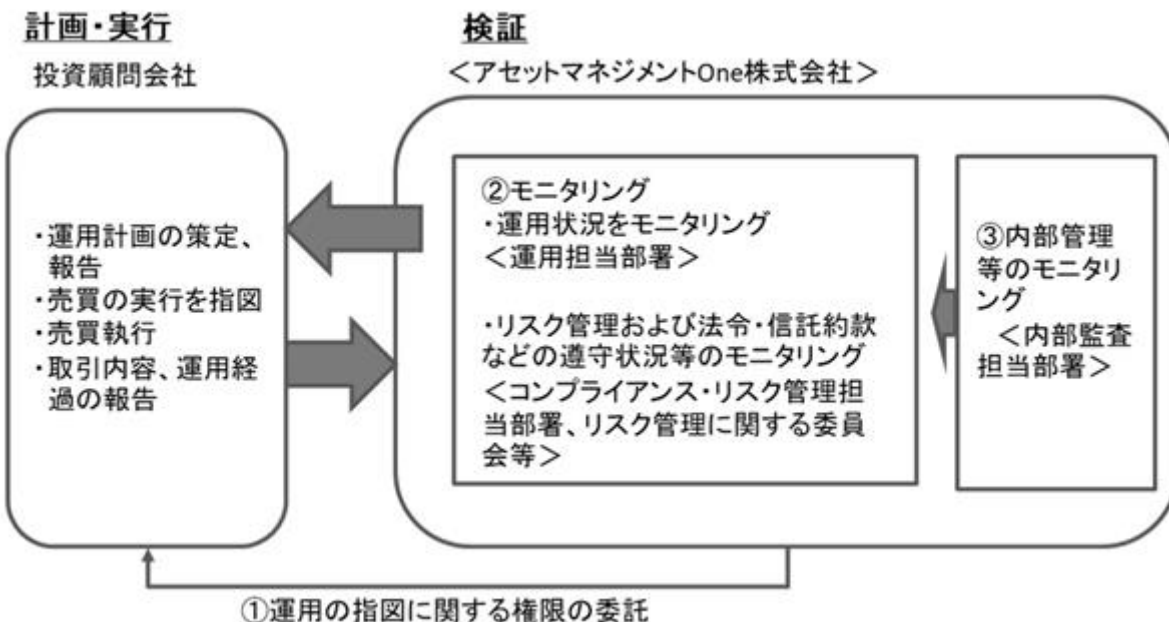 計画・実行
投資顧問会社
・運用計画の策定、
報告
・売買の実行を指図
・売買執行
・取引内容、運用経
過の報告
検証
＜アセットマネジメントOne株式会社＞
②モニタリング
・運用状況をモニタリング
＜運用担当部署＞
・リスク管理および法令・信託約款
などの遵守状況等のモニタリング
＜コンプライアンス・リスク管理担
当部署、リスク管理に関する委員
会等＞
③内部管理
等のモニタリ
ング
＜内部監査
担当部署＞
①運用の指図に関する権限の委託